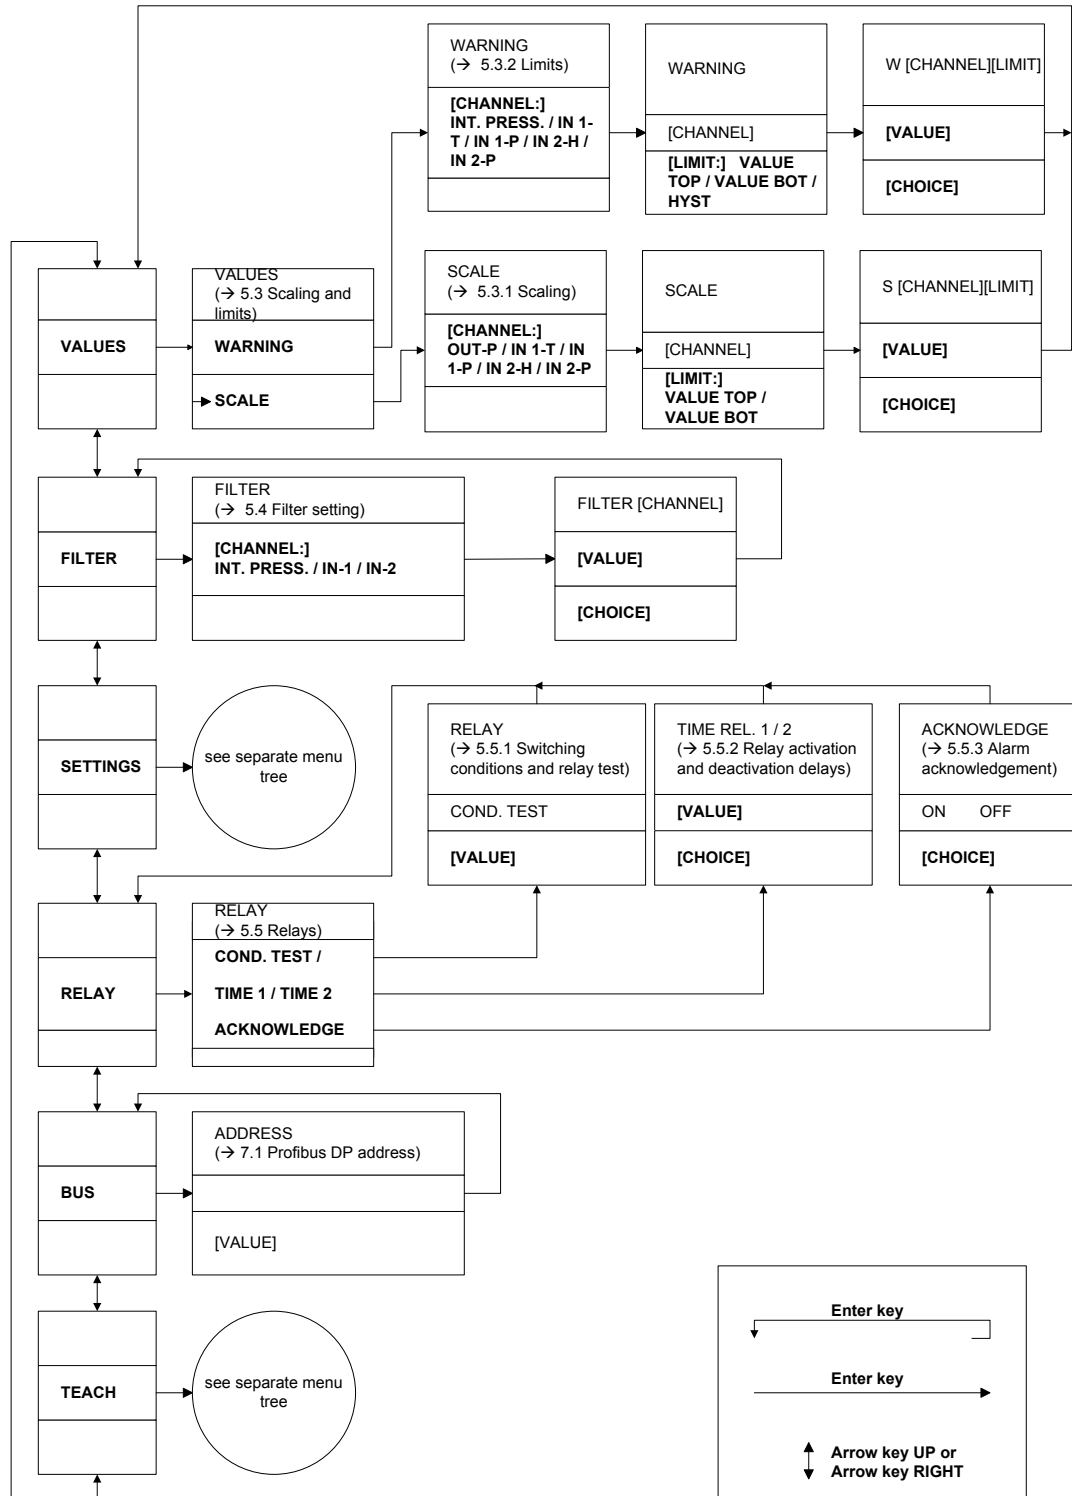 WARNING
(→ 5.3.2 Limits)
[CHANNEL:]
INT. PRESS. / IN 1-
T / IN 1-P / IN 2-H /
IN 2-P
WARNING
[CHANNEL]
[LIMIT:] VALUE
TOP / VALUE BOT /
HYST
W [CHANNEL][LIMIT]
[VALUE]
[CHOICE]
VALUES
VALUES
(→ 5.3 Scaling and
limits)
WARNING
SCALE
SCALE
(→ 5.3.1 Scaling)
[CHANNEL:]
OUT-P / IN 1-T / IN
1-P / IN 2-H / IN 2-P
SCALE
[CHANNEL]
[LIMIT:]
VALUE TOP /
VALUE BOT
S [CHANNEL][LIMIT]
[VALUE]
[CHOICE]
FILTER
FILTER
(→ 5.4 Filter setting)
[CHANNEL:]
INT. PRESS. / IN-1 / IN-2
FILTER [CHANNEL]
[VALUE]
[CHOICE]
SETTINGS
see separate menu
tree
RELAY
(→ 5.5.1 Switching
conditions and relay test)
COND. TEST
[VALUE]
TIME REL. 1 / 2
(→ 5.5.2 Relay activation
and deactivation delays)
[VALUE]
[CHOICE]
ACKNOWLEDGE
(→ 5.5.3 Alarm
acknowledgement)
ON OFF
[CHOICE]
RELAY
RELAY
(→ 5.5 Relays)
COND. TEST /
TIME 1 / TIME 2
ACKNOWLEDGE
BUS
ADDRESS
(→ 7.1 Profibus DP address)
[VALUE]
TEACH
see separate menu
tree
Enter key
Enter key
Arrow key UP or
Arrow key RIGHT